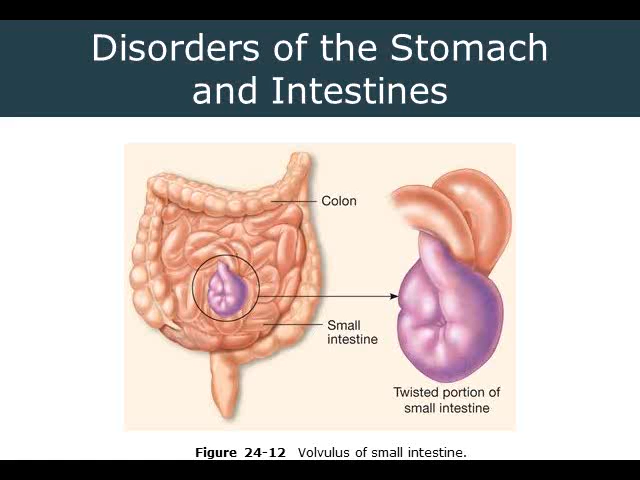 Disorders of the Stomach
and Intestines
Colon
Small
intestine
Twisted portion of
small intestine
Figure 24-12 Volvulus of small intestine.